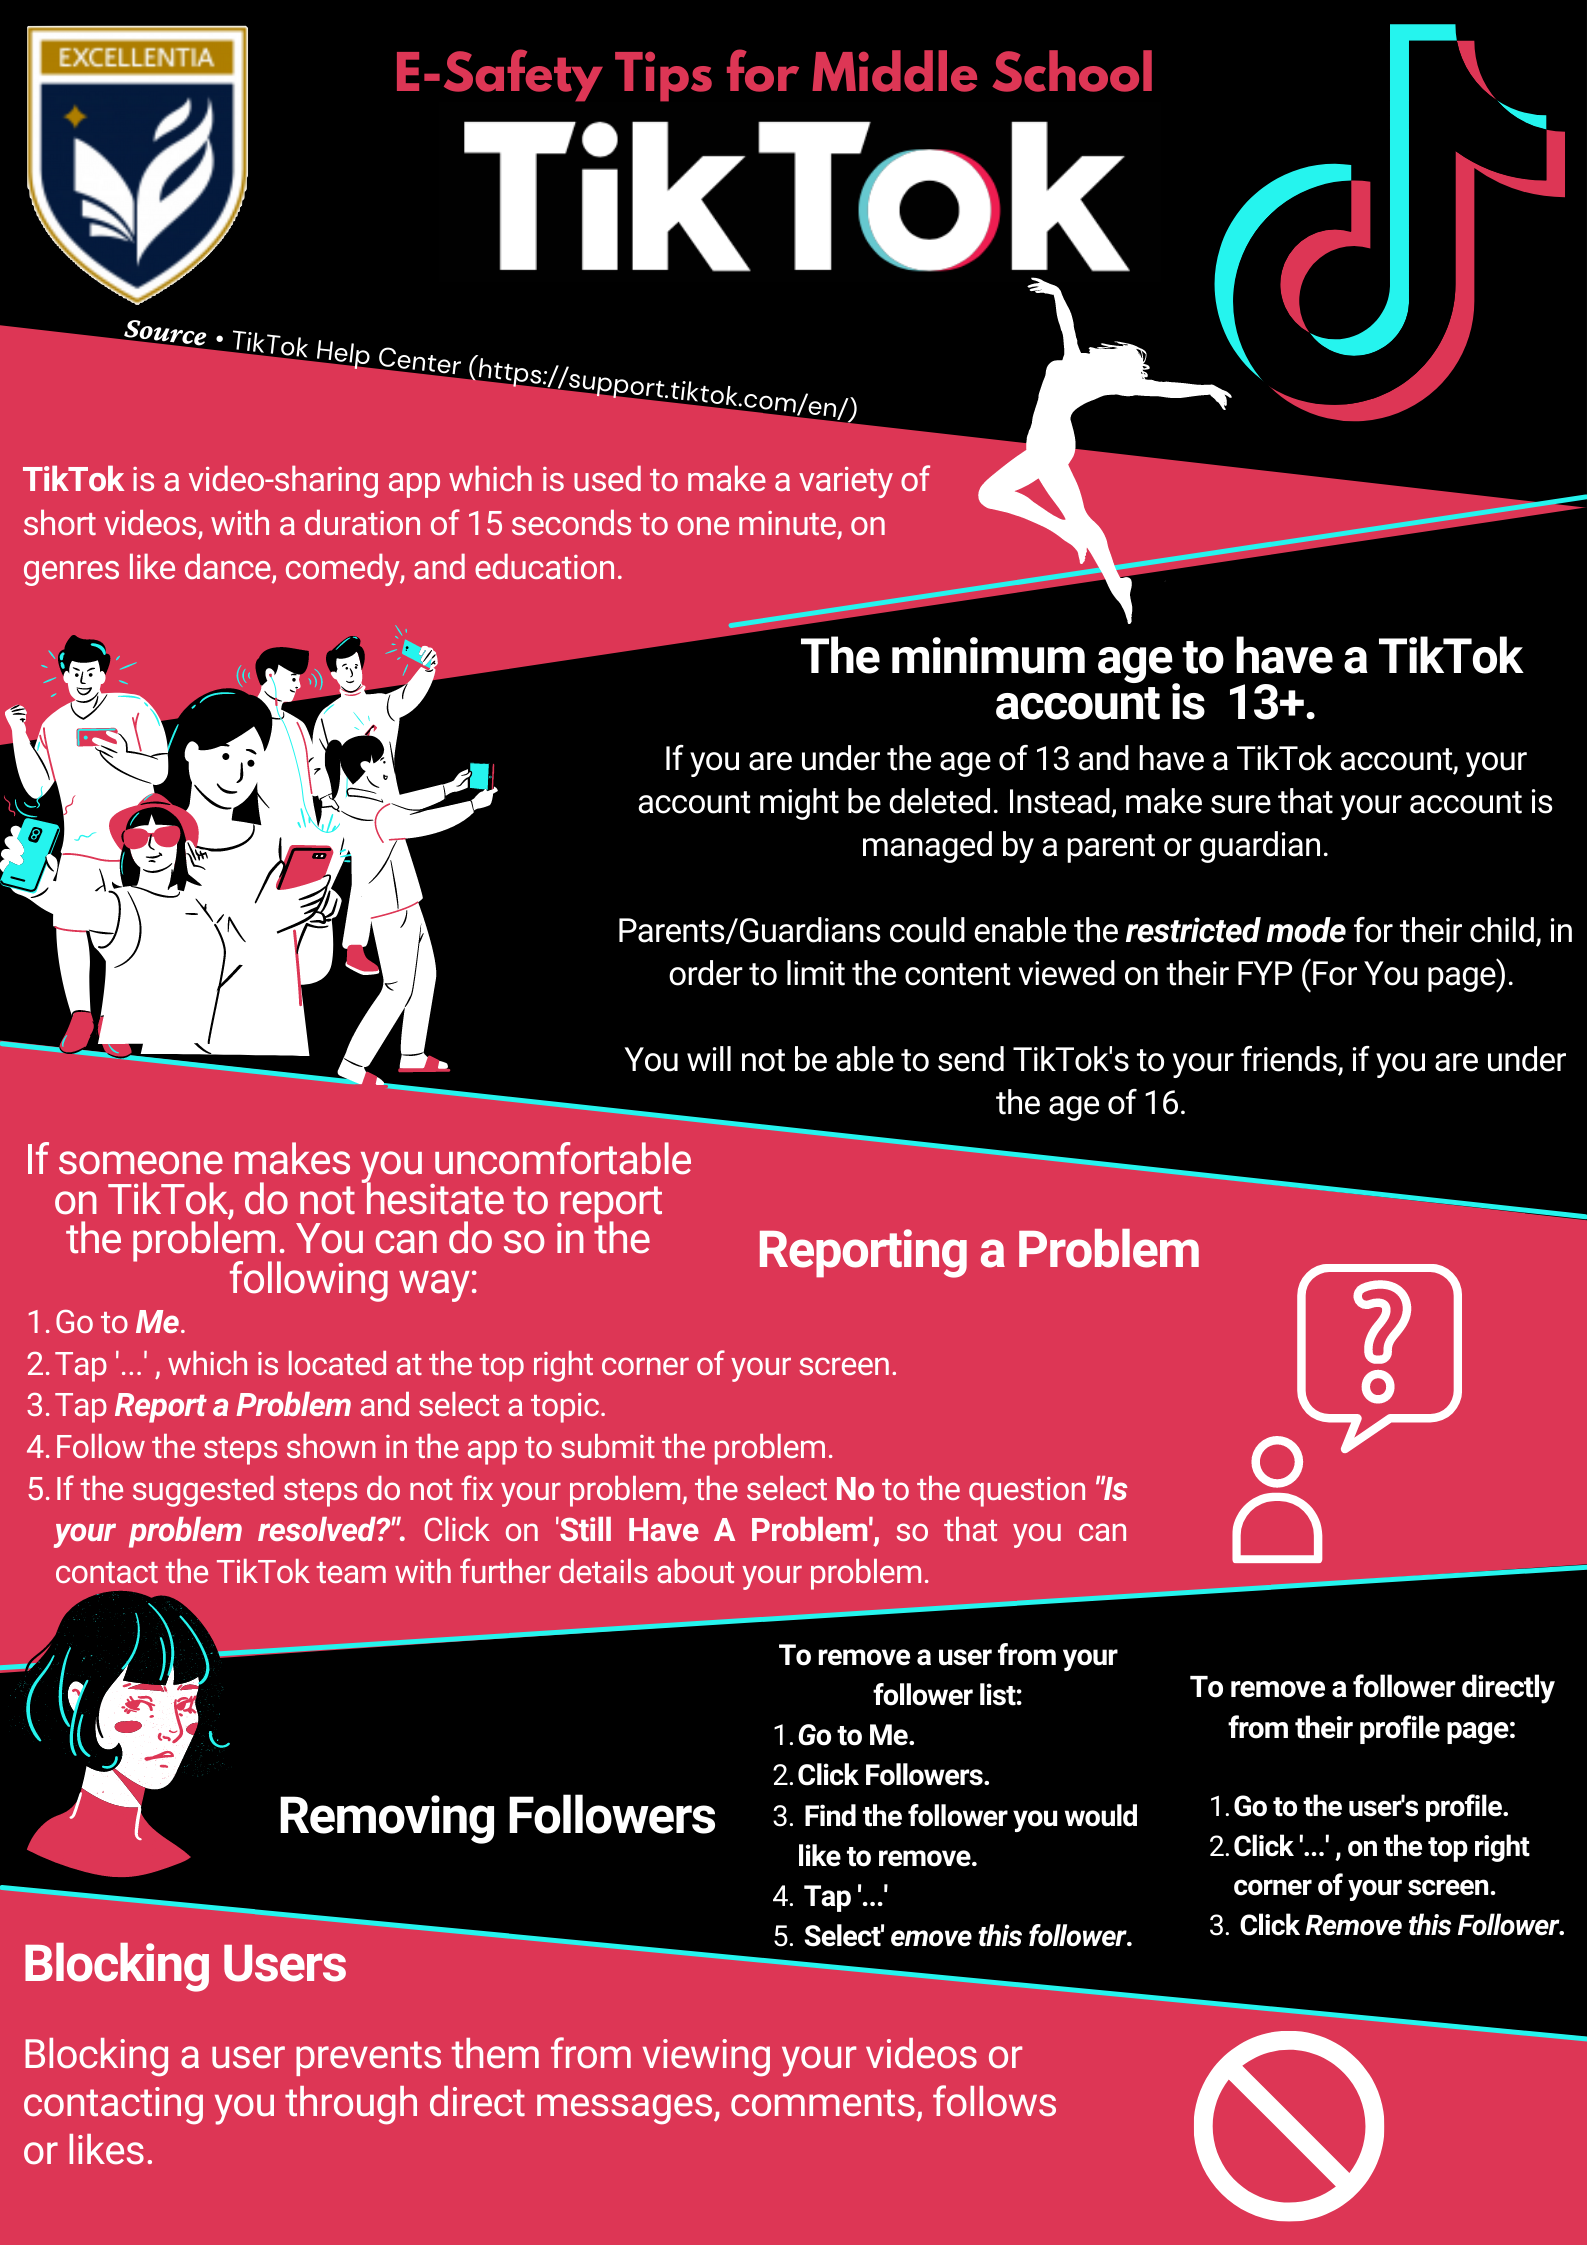 EXCELLENTIA
E-Safety Tips for Middle School
TikTok
Source • TikTok Help Center (https://support.tiktok.com/en/)
TikTok is a video-sharing app which is used to make a variety of
short videos, with a duration of 15 seconds to one minute, on
genres like dance, comedy, and education.
The minimum age to have a TikTok
account is 13+.
If you are under the age of 13 and have a TikTok account, your
account might be deleted. Instead, make sure that your account is
managed by a parent or guardian.
Parents/Guardians could enable the restricted mode for their child, in
order to limit the content viewed on their FYP (For You page).
You will not be able to send TikTok's to your friends, if you are under
the age of 16.
If someone makes you uncomfortable
on TikTok, do not hesitate to report
the problem. You can do so in the
following way:
Reporting a Problem
1. Go to Me.
2. Tap '...' , which is located at the top right corner of your screen.
3. Tap Report a Problem and select a topic.
4. Follow the steps shown in the app to submit the problem.
5. If the suggested steps do not fix your problem, the select No to the question "Is
your problem resolved?". Click on 'Still Have A Problem', so that you can
contact the TikTok team with further details about your problem.
Removing Followers
To remove a user from your
follower list:
1. Go to Me.
2. Click Followers.
3. Find the follower you would
like to remove.
4. Tap '...'
5. Select' emove this follower.
To remove a follower directly
from their profile page:
1. Go to the user's profile.
2. Click '...' , on the top right
corner of your screen.
3. Click Remove this Follower.
Blocking Users
Blocking a user prevents them from viewing your videos or
contacting you through direct messages, comments, follows
or likes.